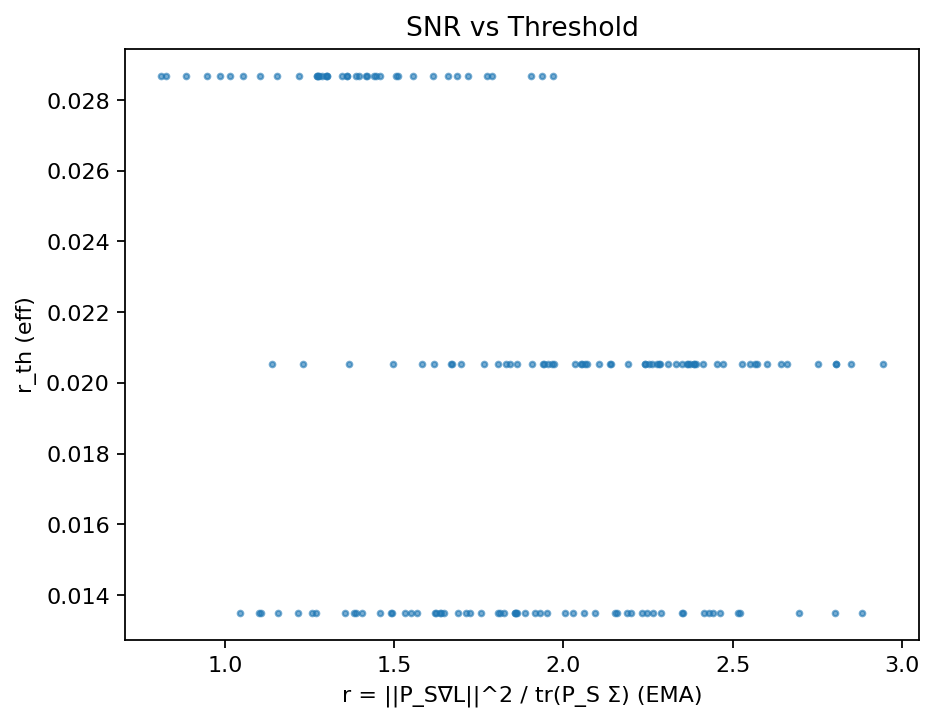 SNR vs Threshold
r_th (eff)
0.028
0.026
0.024
0.022
0.020
0.018
0.016
0.014
1.0 1.5 2.0 2.5 3.0
r = ||P_S∇L||^2 / tr(P_S Σ) (EMA)